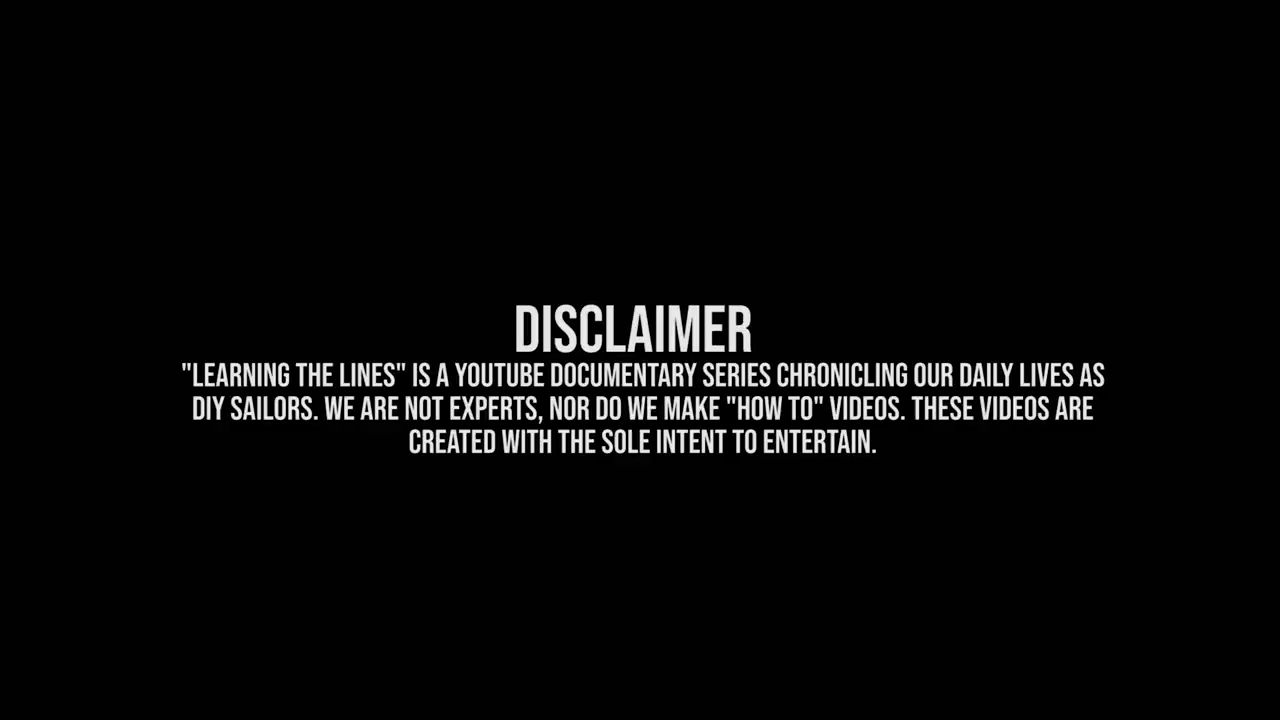 DISCLAIMER
"LEARNING THE LINES" IS A YOUTUBE DOCUMENTARY SERIES CHRONICLING OUR DAILY LIVES AS
DIY SAILORS. WE ARE NOT EXPERTS, NOR DO WE MAKE "HOW TO" VIDEOS. THESE VIDEOS ARE
CREATED WITH THE SOLE INTENT TO ENTERTAIN.